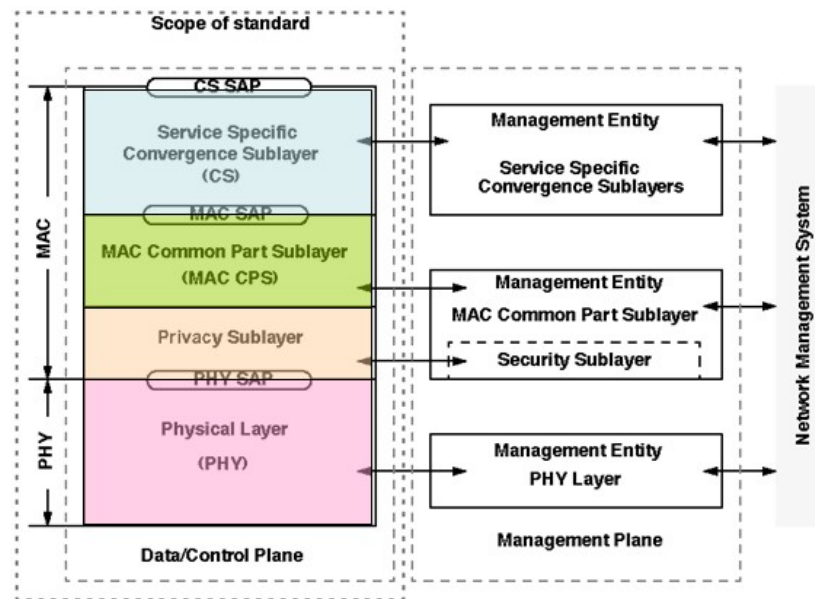 Scope of standard
CS SAP
Service Specific
Convergence Sublayer
(CS)
MAC SAP
MAC Common Part Sublayer
(MAC CPS)
Privacy Sublayer
PHY SAP
Physical Layer
(PHY)
Data/Control Plane
MAC
PHY
Management Entity
Service Specific
Convergence Sublayers
Management Entity
MAC Common Part Sublayer
Security Sublayer
Management Entity
PHY Layer
Management Plane
Network Management System